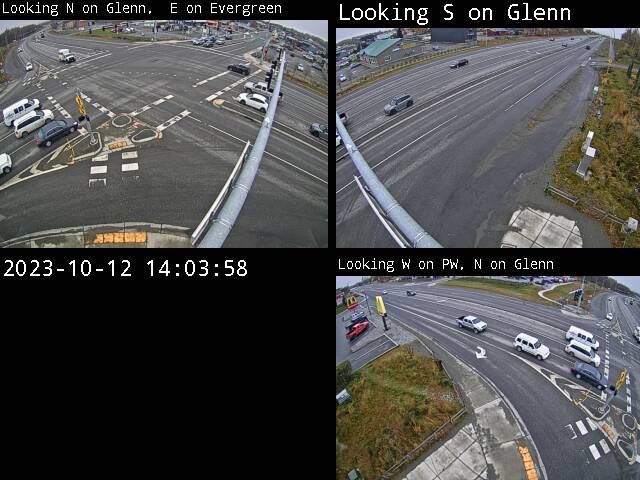 Looking N on Glenn, E on Evergreen
Looking S on Glenn
2023-10-12 14:03:58
Looking W on PW, N on Glenn